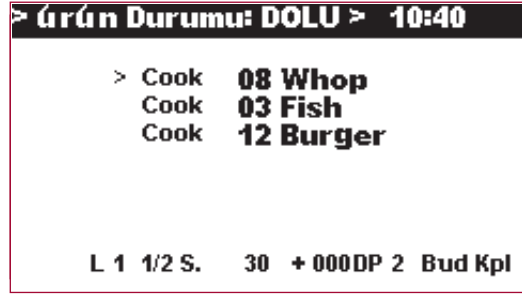 > úrún Durumu: DOLU > 10:40
> Cook 08 Whop
Cook 03 Fish
Cook 12 Burger
L 1 1/2 S. 30 + 000DP 2 Bud Kpl